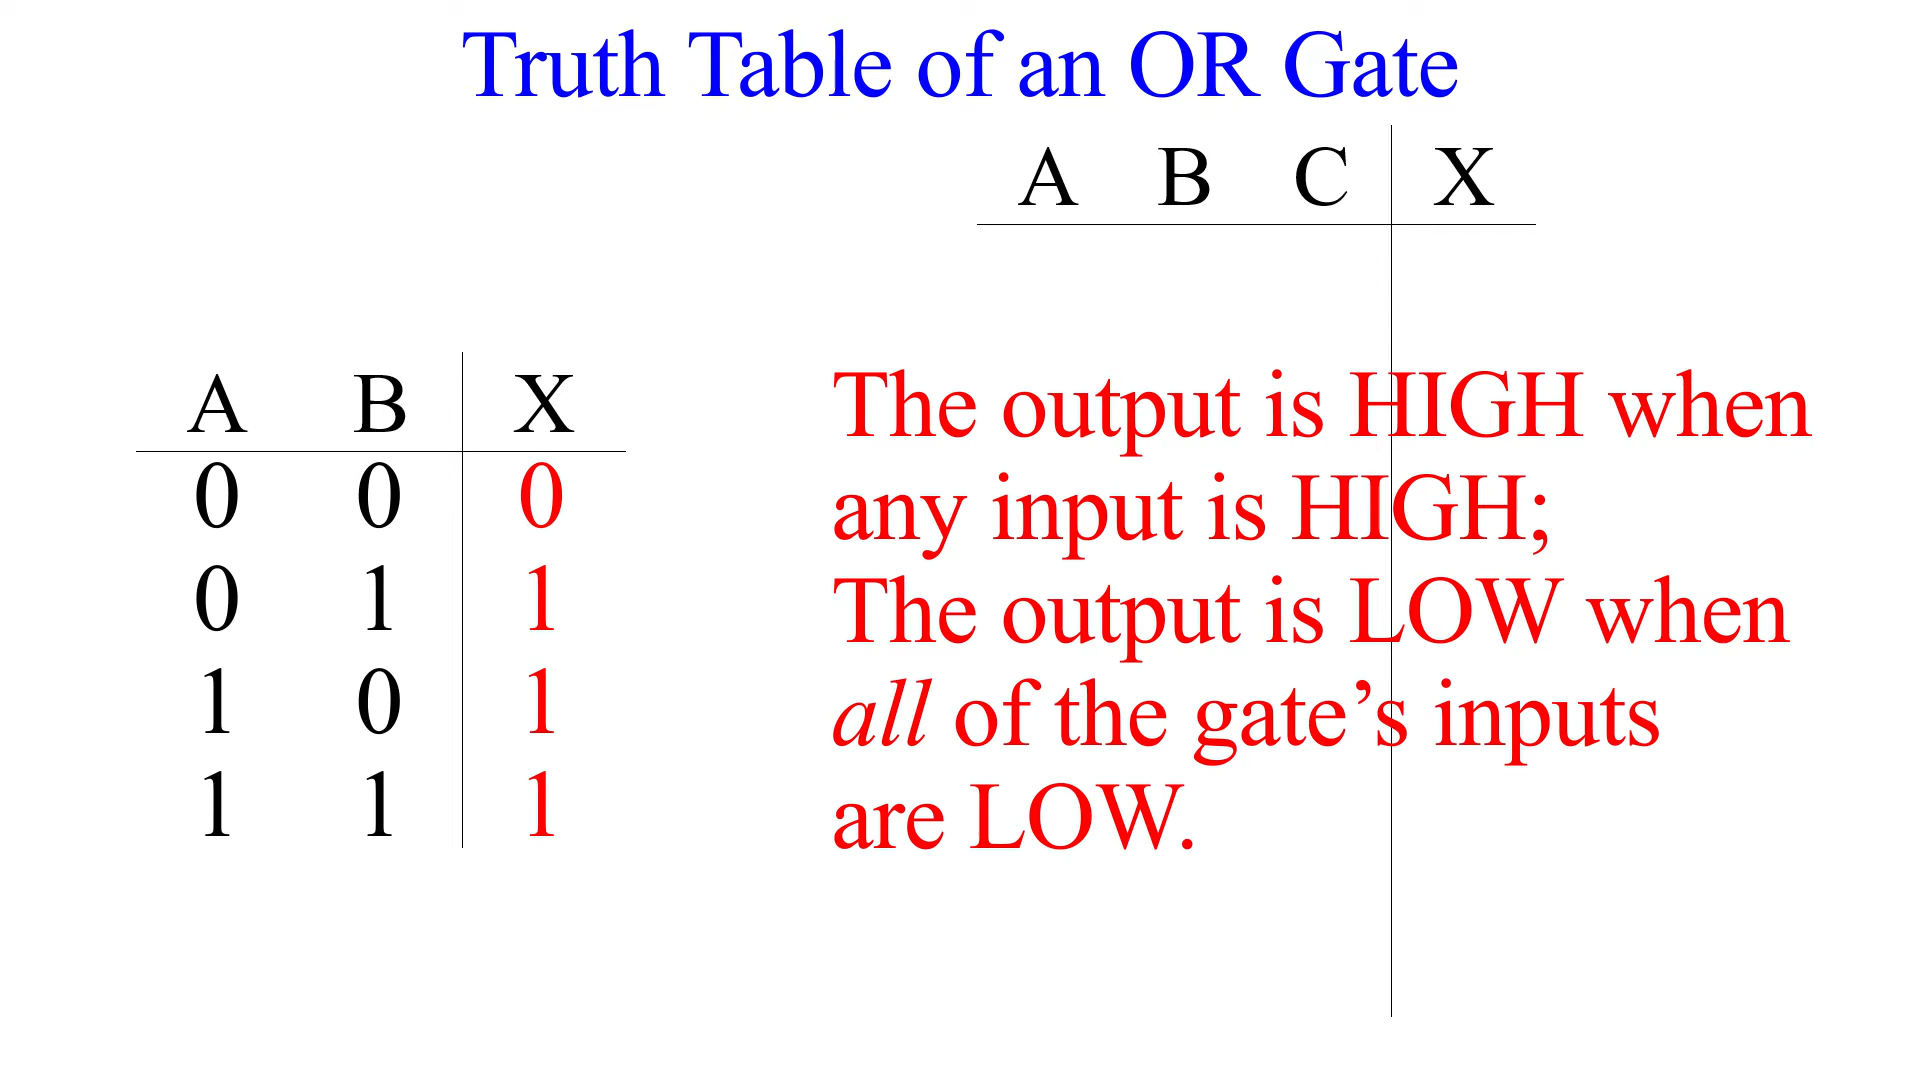 Truth Table of an OR Gate
A B C X
A B X
0 0 0
0 1 1
1 0 1
1 1 1
The output is HIGH when
any input is HIGH;
The output is LOW when
all of the gate’s inputs
are LOW.